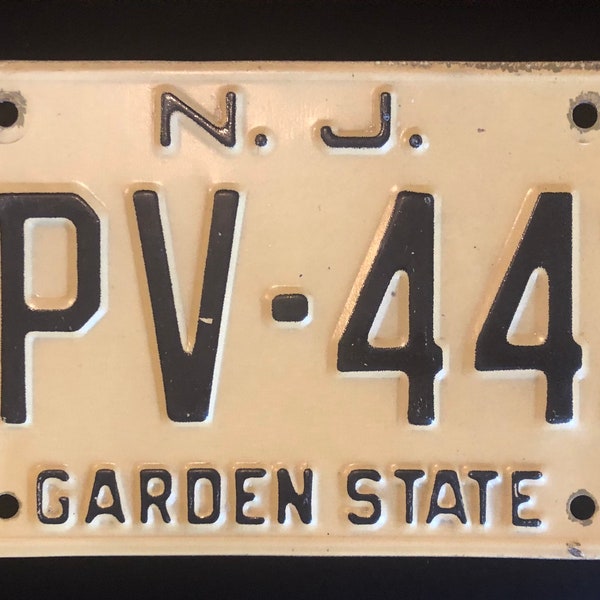 N. J.
PV-44
GARDEN STATE